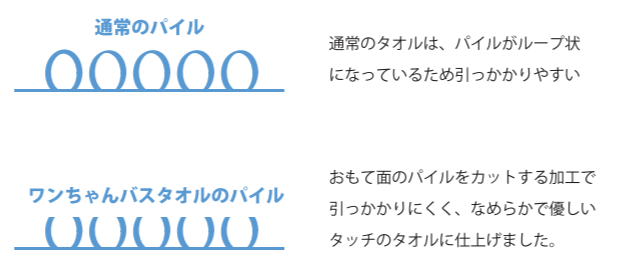 通常のパイル
通常のタオルは、パイルがループ状
になっているため引っかかりやすい
ワンちゃんバスタオルのパイル
おもて面のパイルをカットする加工で
引っかかりにくく、なめらかで優しい
タッチのタオルに仕上げました。